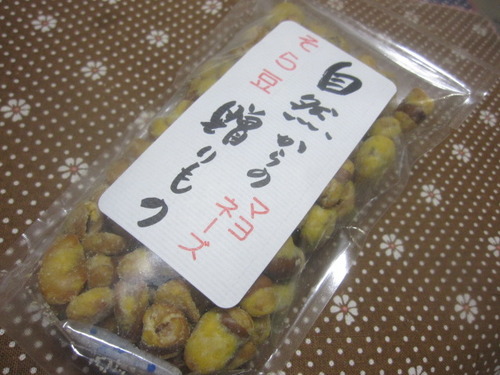 そら豆
自然からの
贈りもの
マヨネーズ